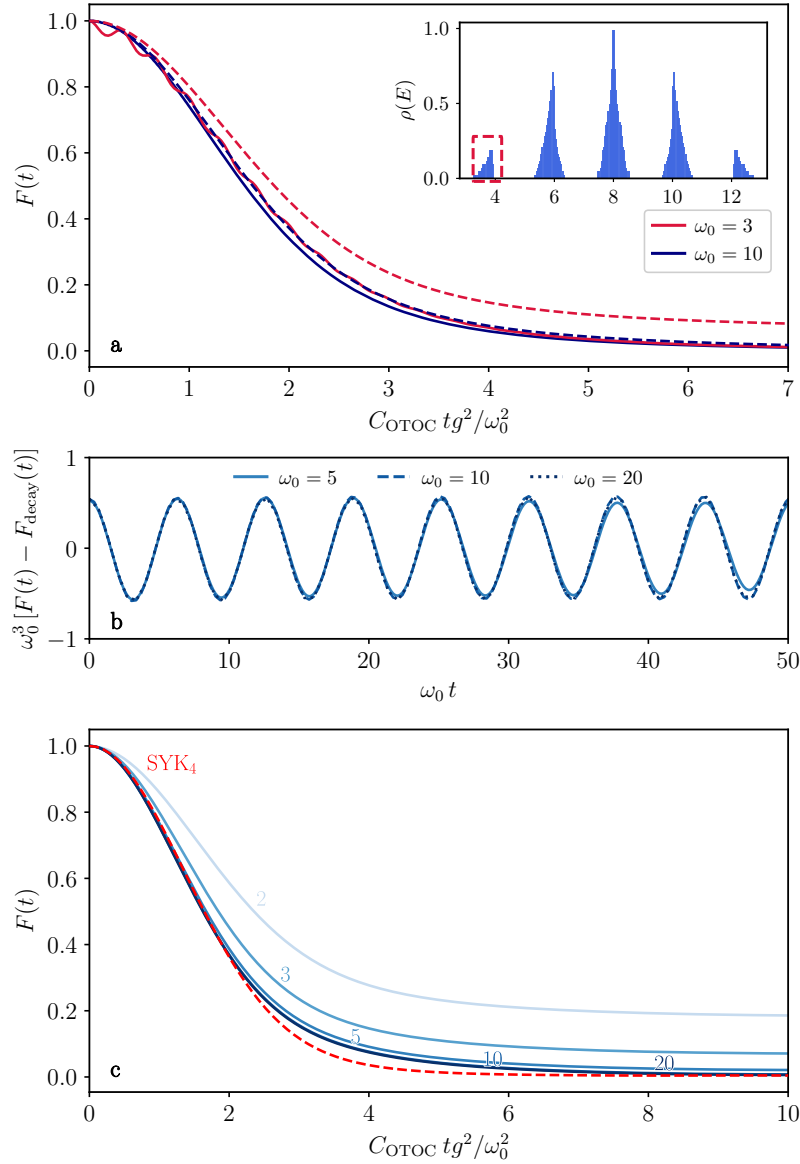 1.0
0.8
0.6
0.4
0.2
0.0
F(t)
a
0 1 2 3 4 5 6 7
C_OTOC tg²/ω₀²
1.0
0.5
0.0
ρ(E)
4 6 8 10 12
ω₀ = 3
ω₀ = 10
1
0
−1
ω₀³ [F(t) − F_decay(t)]
ω₀ = 5 ω₀ = 10 ω₀ = 20
b
0 10 20 30 40 50
ω₀ t
1.0
0.8
0.6
0.4
0.2
0.0
F(t)
SYK₄
2
3
5
10
20
c
0 2 4 6 8 10
C_OTOC tg²/ω₀²